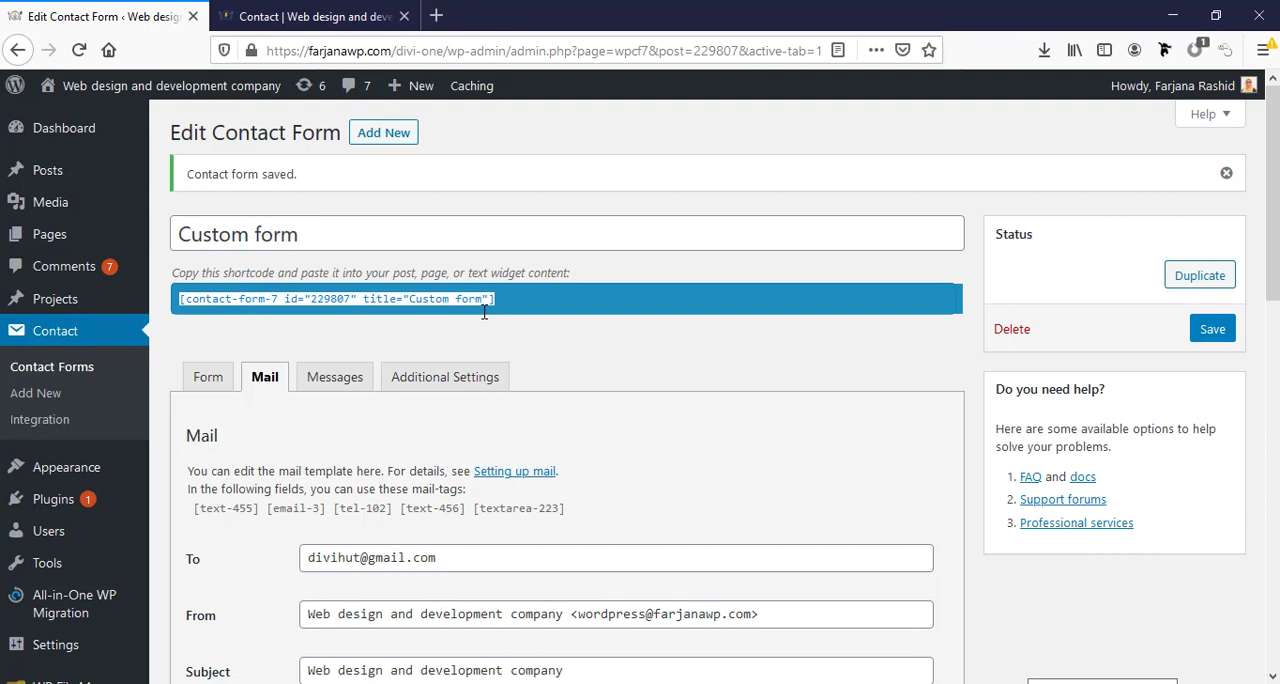 Edit Contact Form ‹ Web desig
Contact | Web design and deve
https://farjanawp.com/divi-one/wp-admin/admin.php?page=wpcf7&post=229807&active-tab=1
1
Web design and development company
6
7
New
Caching
Howdy, Farjana Rashid
Dashboard
Posts
Media
Pages
Comments 7
Projects
Contact
Contact Forms
Add New
Integration
Appearance
Plugins 1
Users
Tools
All-in-One WP
Migration
Settings
Help
Edit Contact Form
Add New
Contact form saved.
Custom form
Copy this shortcode and paste it into your post, page, or text widget content:
[contact-form-7 id="229807" title="Custom form"]
Form
Mail
Messages
Additional Settings
Mail
You can edit the mail template here. For details, see Setting up mail.
In the following fields, you can use these mail-tags:
[text-455] [email-3] [tel-102] [text-456] [textarea-223]
To
divihut@gmail.com
From
Web design and development company <wordpress@farjanawp.com>
Subject
Web design and development company
Status
Duplicate
Delete
Save
Do you need help?
Here are some available options to help
solve your problems.
1. FAQ and docs
2. Support forums
3. Professional services